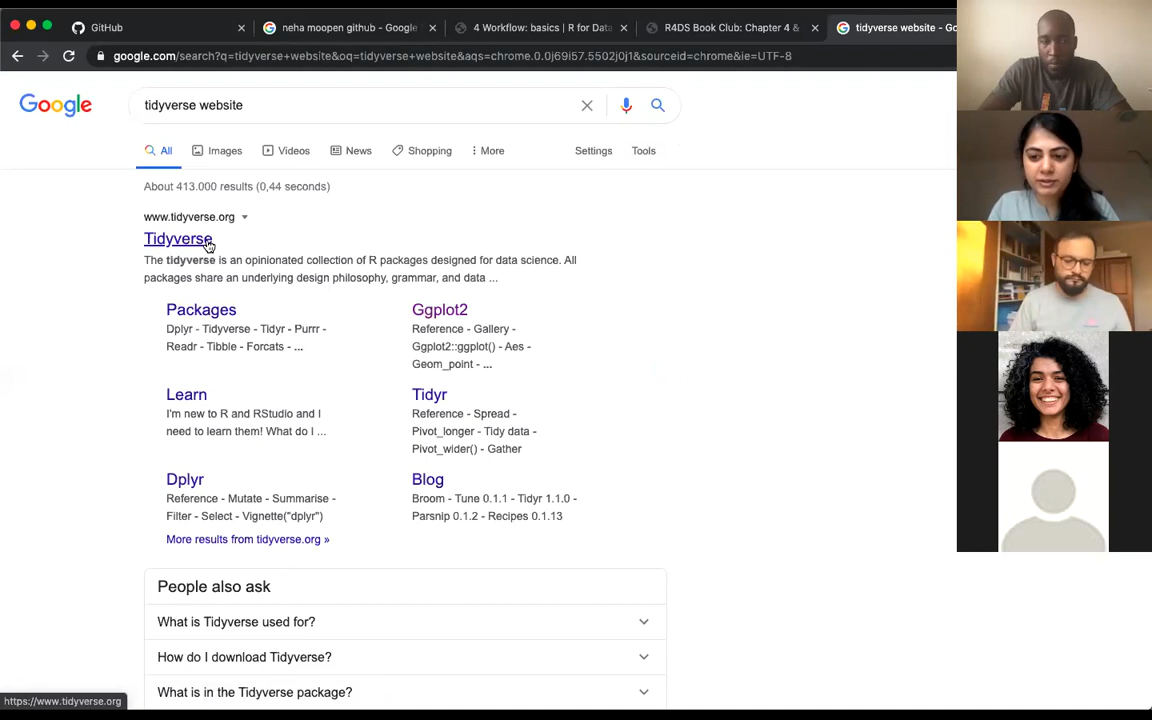 GitHub
neha moopen github - Google
4 Workflow: basics | R for Data
R4DS Book Club: Chapter 4 &
tidyverse website - Go
google.com/search?q=tidyverse+website&oq=tidyverse+website&aqs=chrome.0.0j69i57.5502j0j1&sourceid=chrome&ie=UTF-8
Google
tidyverse website
All
Images
Videos
News
Shopping
More
Settings
Tools
About 413.000 results (0,44 seconds)
www.tidyverse.org
Tidyverse
The tidyverse is an opinionated collection of R packages designed for data science. All
packages share an underlying design philosophy, grammar, and data ...
Packages
Dplyr - Tidyverse - Tidyr - Purrr -
Readr - Tibble - Forcats - ...
Ggplot2
Reference - Gallery -
Ggplot2::ggplot() - Aes -
Geom_point - ...
Learn
I'm new to R and RStudio and I
need to learn them! What do I ...
Tidyr
Reference - Spread -
Pivot_longer - Tidy data -
Pivot_wider() - Gather
Dplyr
Reference - Mutate - Summarise -
Filter - Select - Vignette("dplyr")
Blog
Broom - Tune 0.1.1 - Tidyr 1.1.0 -
Parsnip 0.1.2 - Recipes 0.1.13
More results from tidyverse.org »
People also ask
What is Tidyverse used for?
How do I download Tidyverse?
What is in the Tidyverse package?
https://www.tidyverse.org